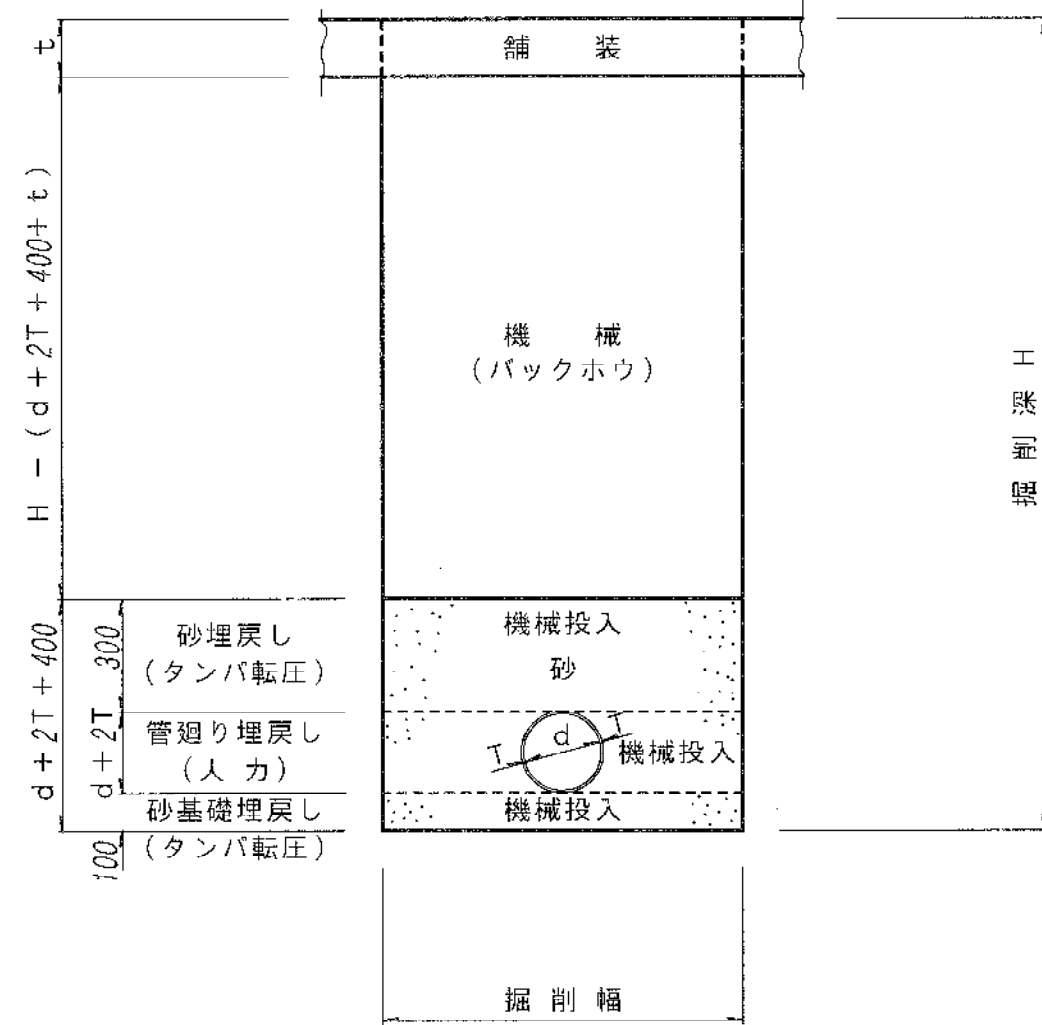 舗 装
t
H - (d+2T+400+t)
機 械
(バックホウ)
掘削深 H
d+2T+400
300
砂埋戻し
(タンパ転圧)
機械投入
砂
d+2T
管廻り埋戻し
(人 力)
T
d
T
機械投入
砂基礎埋戻し
(タンパ転圧)
機械投入
100
掘 削 幅